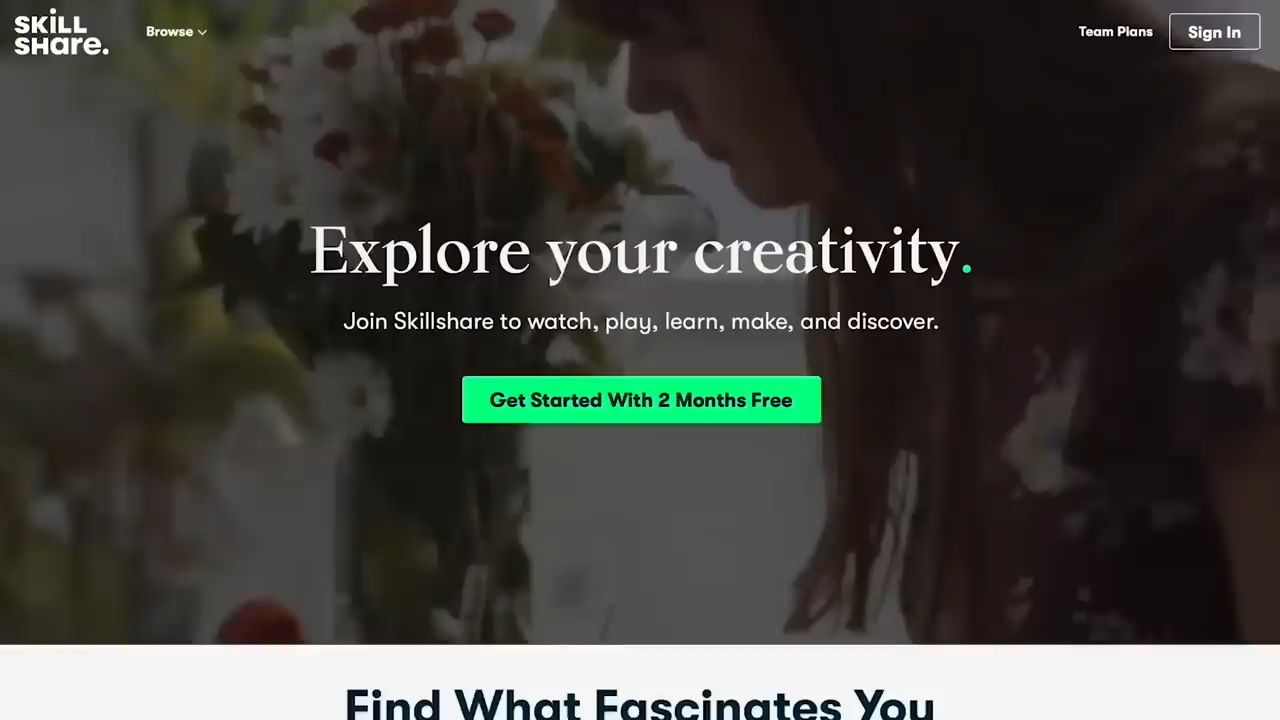 SKILL
SHare.
Browse
Team Plans
Sign In
Explore your creativity.
Join Skillshare to watch, play, learn, make, and discover.
Get Started With 2 Months Free
Find What Fascinates You